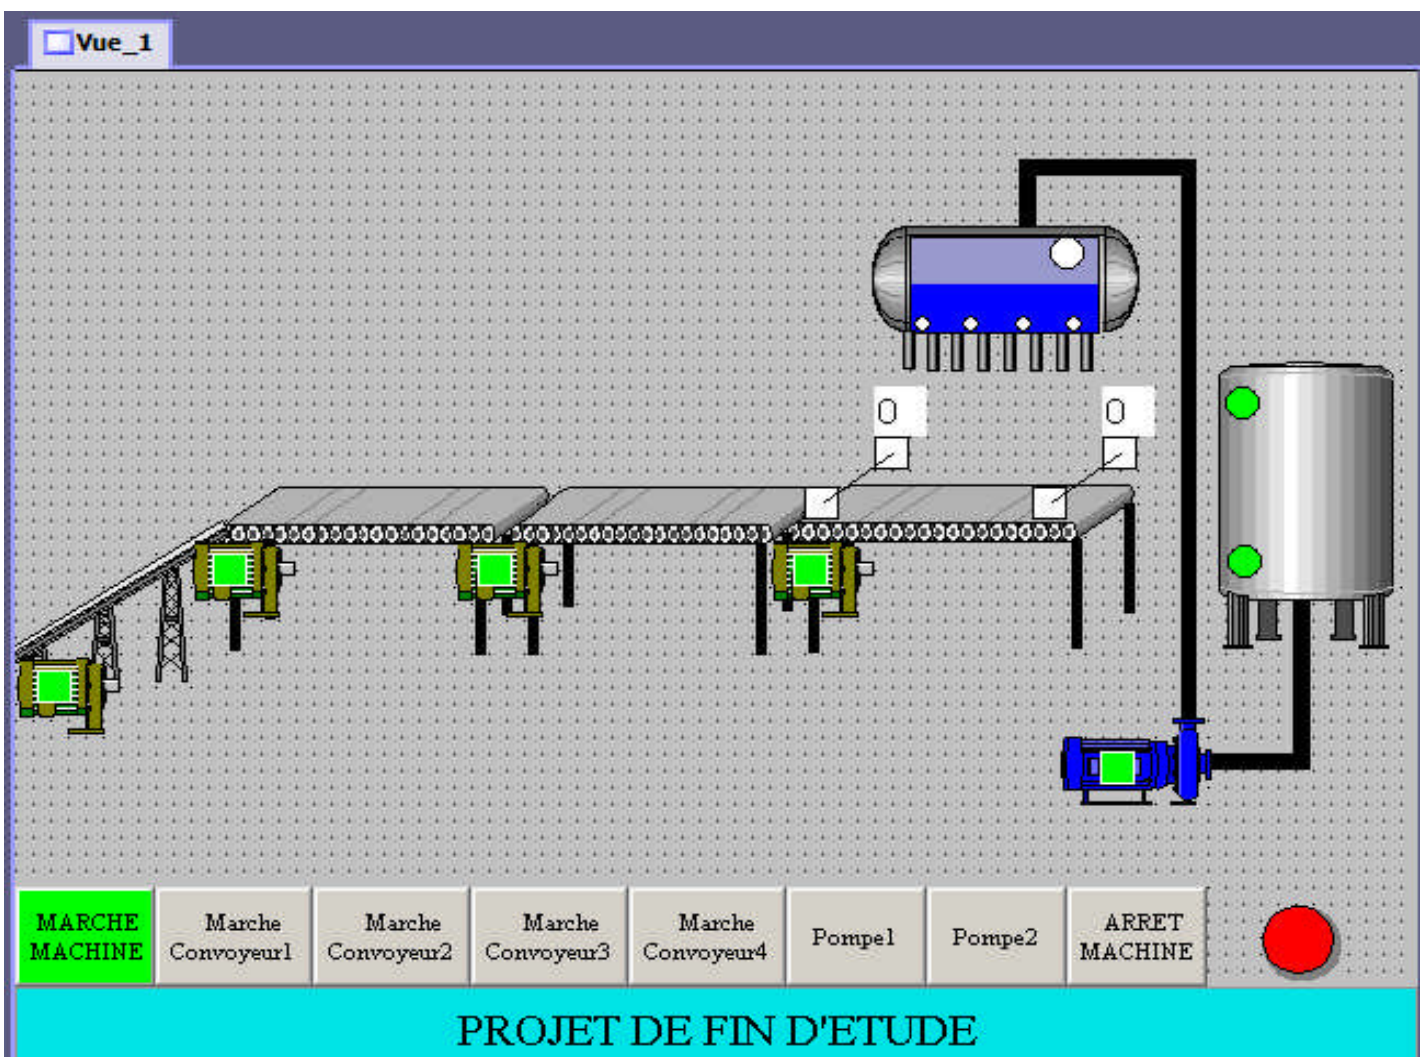 Vue_1
0
0
MARCHE
MACHINE
Marche
Convoyeur1
Marche
Convoyeur2
Marche
Convoyeur3
Marche
Convoyeur4
Pompe1
Pompe2
ARRET
MACHINE
PROJET DE FIN D'ETUDE